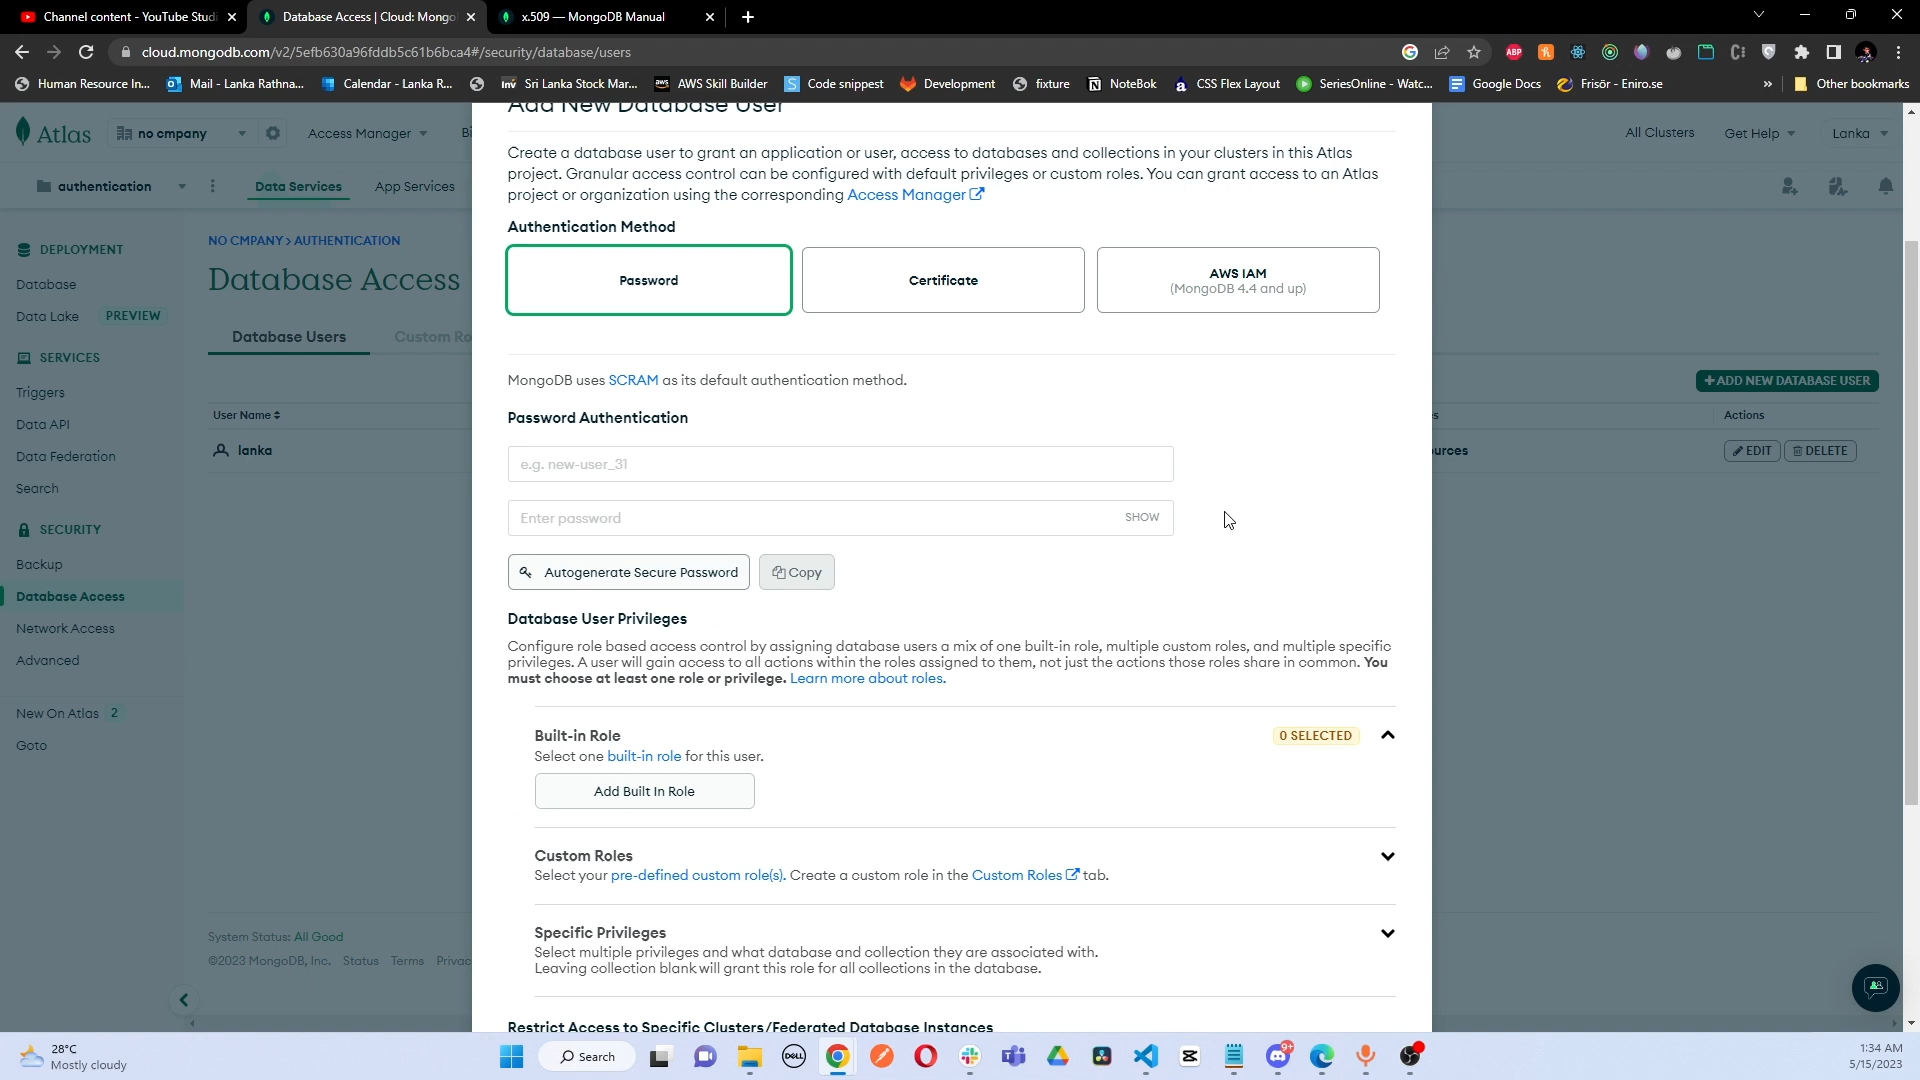 Channel content - YouTube Studi
Database Access | Cloud: Mongo
x.509 — MongoDB Manual
cloud.mongodb.com/v2/5efb630a96fddb5c61b6bca4#/security/database/users
Human Resource In...
Mail - Lanka Rathna...
Calendar - Lanka R...
Inv Sri Lanka Stock Mar...
aws AWS Skill Builder
S Code snippest
Development
fixture
NoteBok
CSS Flex Layout
SeriesOnline - Watc...
Google Docs
Frisör - Eniro.se
»
Other bookmarks
Atlas
no cmpany
Access Manager
Bi
All Clusters
Get Help
Lanka
authentication
Data Services
App Services
DEPLOYMENT
Database
Data Lake PREVIEW
SERVICES
Triggers
Data API
Data Federation
Search
SECURITY
Backup
Database Access
Network Access
Advanced
New On Atlas 2
Goto
NO CMPANY > AUTHENTICATION
Database Access
Database Users
Custom Ro
+ ADD NEW DATABASE USER
User Name
s
Actions
lanka
urces
EDIT
DELETE
System Status: All Good
©2023 MongoDB, Inc. Status Terms Privac
Add New Database User
Create a database user to grant an application or user, access to databases and collections in your clusters in this Atlas
project. Granular access control can be configured with default privileges or custom roles. You can grant access to an Atlas
project or organization using the corresponding Access Manager
Authentication Method
Password
Certificate
AWS IAM
(MongoDB 4.4 and up)
MongoDB uses SCRAM as its default authentication method.
Password Authentication
e.g. new-user_31
Enter password
SHOW
Autogenerate Secure Password
Copy
Database User Privileges
Configure role based access control by assigning database users a mix of one built-in role, multiple custom roles, and multiple specific
privileges. A user will gain access to all actions within the roles assigned to them, not just the actions those roles share in common. You
must choose at least one role or privilege. Learn more about roles.
Built-in Role
0 SELECTED
Select one built-in role for this user.
Add Built In Role
Custom Roles
Select your pre-defined custom role(s). Create a custom role in the Custom Roles tab.
Specific Privileges
Select multiple privileges and what database and collection they are associated with.
Leaving collection blank will grant this role for all collections in the database.
Restrict Access to Specific Clusters/Federated Database Instances
28°C
Mostly cloudy
Search
DELL
9+
1:34 AM
5/15/2023
ABP